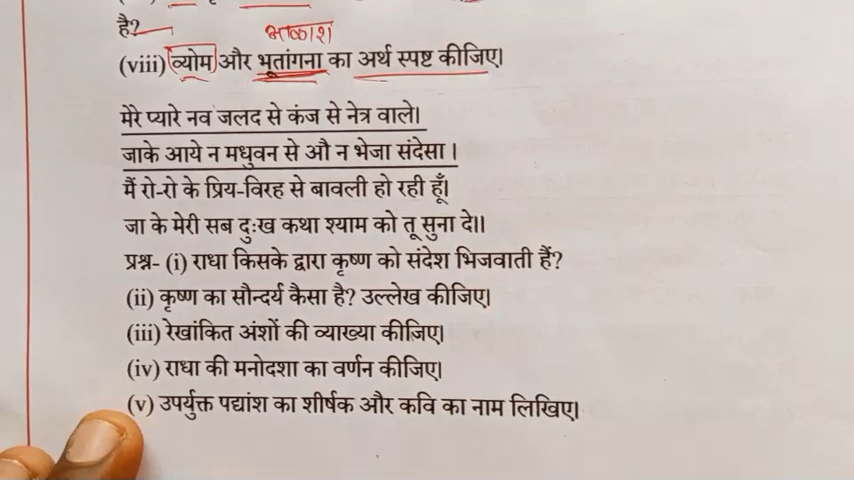 है?
आकाश
(viii) व्योम और भूतांगना का अर्थ स्पष्ट कीजिए।
मेरे प्यारे नव जलद से कंज से नेत्र वाले।
जाके आये न मधुवन से औ न भेजा संदेसा ।
मैं रो-रो के प्रिय-विरह से बावली हो रही हूँ।
जा के मेरी सब दुःख कथा श्याम को तू सुना दे।।
प्रश्न- (i) राधा किसके द्वारा कृष्ण को संदेश भिजवाती हैं?
(ii) कृष्ण का सौन्दर्य कैसा है? उल्लेख कीजिए।
(iii) रेखांकित अंशों की व्याख्या कीजिए।
(iv) राधा की मनोदशा का वर्णन कीजिए।
(v) उपर्युक्त पद्यांश का शीर्षक और कवि का नाम लिखिए।